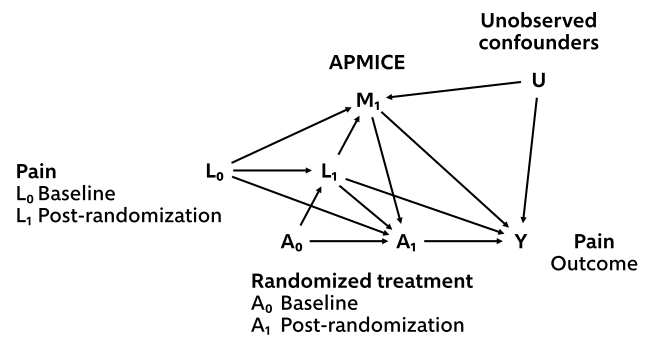 Unobserved
confounders
APMICE
U
M₁
Pain
L₀ Baseline
L₁ Post-randomization
L₀
L₁
A₀
A₁
Y
Pain
Outcome
Randomized treatment
A₀ Baseline
A₁ Post-randomization